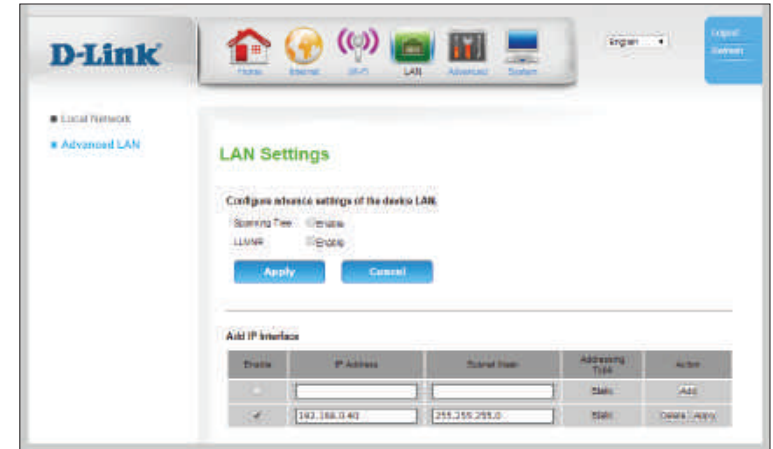 D-Link
Home Internet Wi-Fi LAN Advanced System
English
Logout
Refresh
Local Network
Advanced LAN
LAN Settings
Configure advance settings of the device LAN.
Spanning Tree Enable
LLMNR Enable
Apply Cancel
Add IP Interface
Enable IP Address Subnet Mask Addressing Type Action
Static Add
192.168.0.40 255.255.255.0 Static Delete Apply